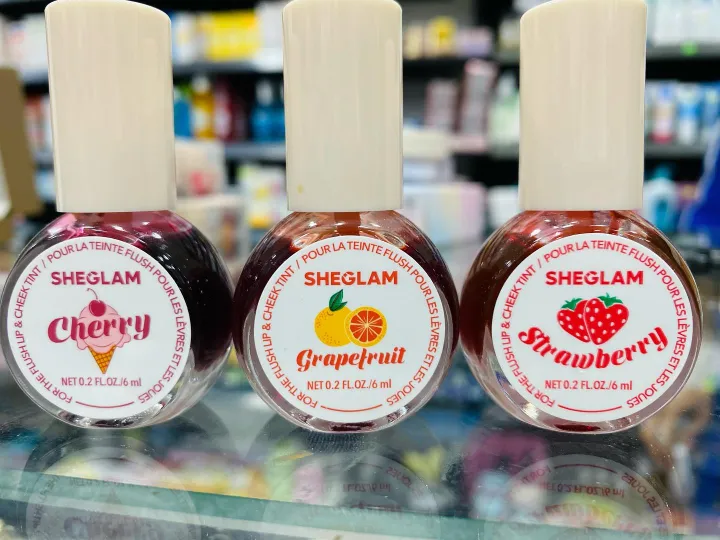 FOR THE FLUSH LIP & CHEEK TINT / POUR LA TEINTE FLUSH POUR LES LÈVRES ET LES JOUES
SHEGLAM
Cherry
NET 0.2 FL.OZ./6 ml
FOR THE FLUSH LIP & CHEEK TINT / POUR LA TEINTE FLUSH POUR LES LÈVRES ET LES JOUES
SHEGLAM
Grapefruit
NET 0.2 FL.OZ./6 ml
FOR THE FLUSH LIP & CHEEK TINT / POUR LA TEINTE FLUSH POUR LES LÈVRES ET LES JOUES
SHEGLAM
Strawberry
NET 0.2 FL.OZ./6 ml